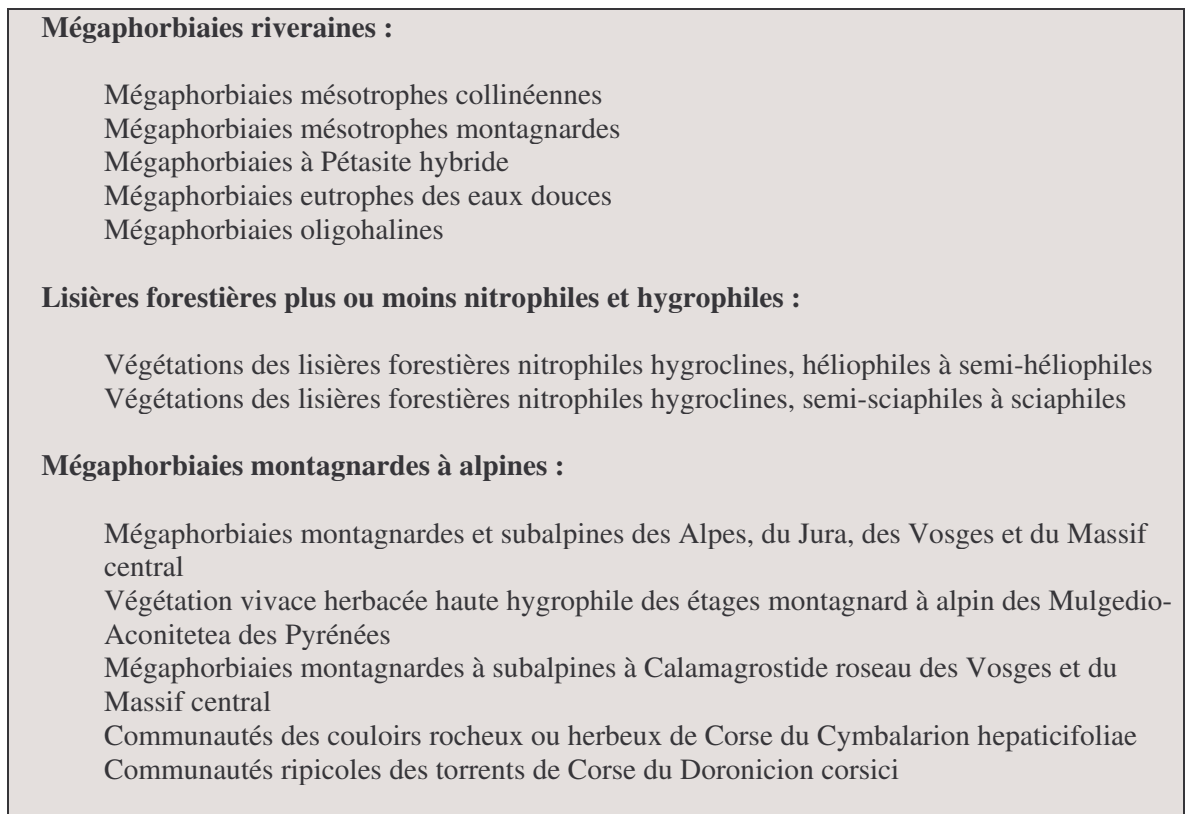 Mégaphorbiaies riveraines :
Mégaphorbiaies mésotrophes collinéennes
Mégaphorbiaies mésotrophes montagnardes
Mégaphorbiaies à Pétasite hybride
Mégaphorbiaies eutrophes des eaux douces
Mégaphorbiaies oligohalines
Lisières forestières plus ou moins nitrophiles et hygrophiles :
Végétations des lisières forestières nitrophiles hygroclines, héliophiles à semi-héliophiles
Végétations des lisières forestières nitrophiles hygroclines, semi-sciaphiles à sciaphiles
Mégaphorbiaies montagnardes à alpines :
Mégaphorbiaies montagnardes et subalpines des Alpes, du Jura, des Vosges et du Massif
central
Végétation vivace herbacée haute hygrophile des étages montagnard à alpin des Mulgedio-
Aconitetea des Pyrénées
Mégaphorbiaies montagnardes à subalpines à Calamagrostide roseau des Vosges et du
Massif central
Communautés des couloirs rocheux ou herbeux de Corse du Cymbalarion hepaticifoliae
Communautés ripicoles des torrents de Corse du Doronicion corsici